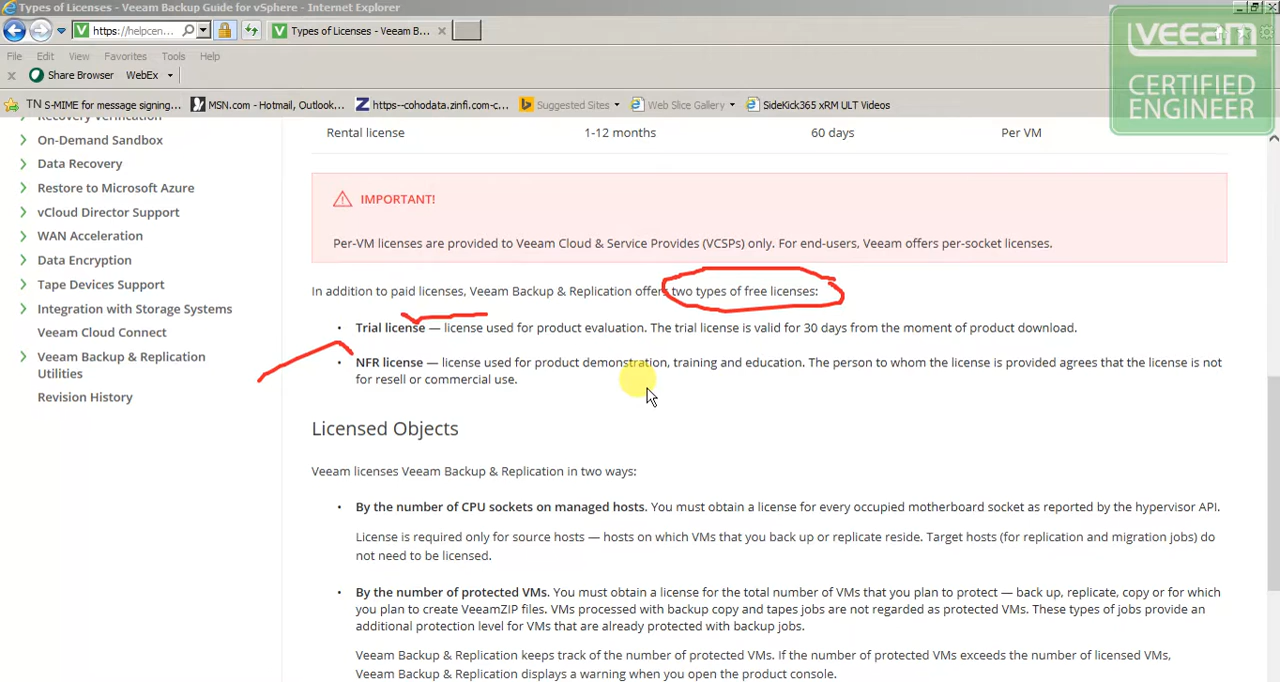 Types of Licenses - Veeam Backup Guide for vSphere - Internet Explorer
https://helpcen...
Types of Licenses - Veeam B...
File Edit View Favorites Tools Help
Share Browser WebEx
TN S-MIME for message signing...
MSN.com - Hotmail, Outlook...
https--cohodata.zinfi.com-c...
Suggested Sites
Web Slice Gallery
SideKick365 xRM ULT Videos
veeam
CERTIFIED
ENGINEER
Recovery Verification
On-Demand Sandbox
Data Recovery
Restore to Microsoft Azure
vCloud Director Support
WAN Acceleration
Data Encryption
Tape Devices Support
Integration with Storage Systems
Veeam Cloud Connect
Veeam Backup & Replication
Utilities
Revision History
Rental license 1-12 months 60 days Per VM
IMPORTANT!
Per-VM licenses are provided to Veeam Cloud & Service Provides (VCSPs) only. For end-users, Veeam offers per-socket licenses.
In addition to paid licenses, Veeam Backup & Replication offers two types of free licenses:
• Trial license — license used for product evaluation. The trial license is valid for 30 days from the moment of product download.
• NFR license — license used for product demonstration, training and education. The person to whom the license is provided agrees that the license is not
for resell or commercial use.
Licensed Objects
Veeam licenses Veeam Backup & Replication in two ways:
• By the number of CPU sockets on managed hosts. You must obtain a license for every occupied motherboard socket as reported by the hypervisor API.
License is required only for source hosts — hosts on which VMs that you back up or replicate reside. Target hosts (for replication and migration jobs) do
not need to be licensed.
• By the number of protected VMs. You must obtain a license for the total number of VMs that you plan to protect — back up, replicate, copy or for which
you plan to create VeeamZIP files. VMs processed with backup copy and tapes jobs are not regarded as protected VMs. These types of jobs provide an
additional protection level for VMs that are already protected with backup jobs.
Veeam Backup & Replication keeps track of the number of protected VMs. If the number of protected VMs exceeds the number of licensed VMs,
Veeam Backup & Replication displays a warning when you open the product console.